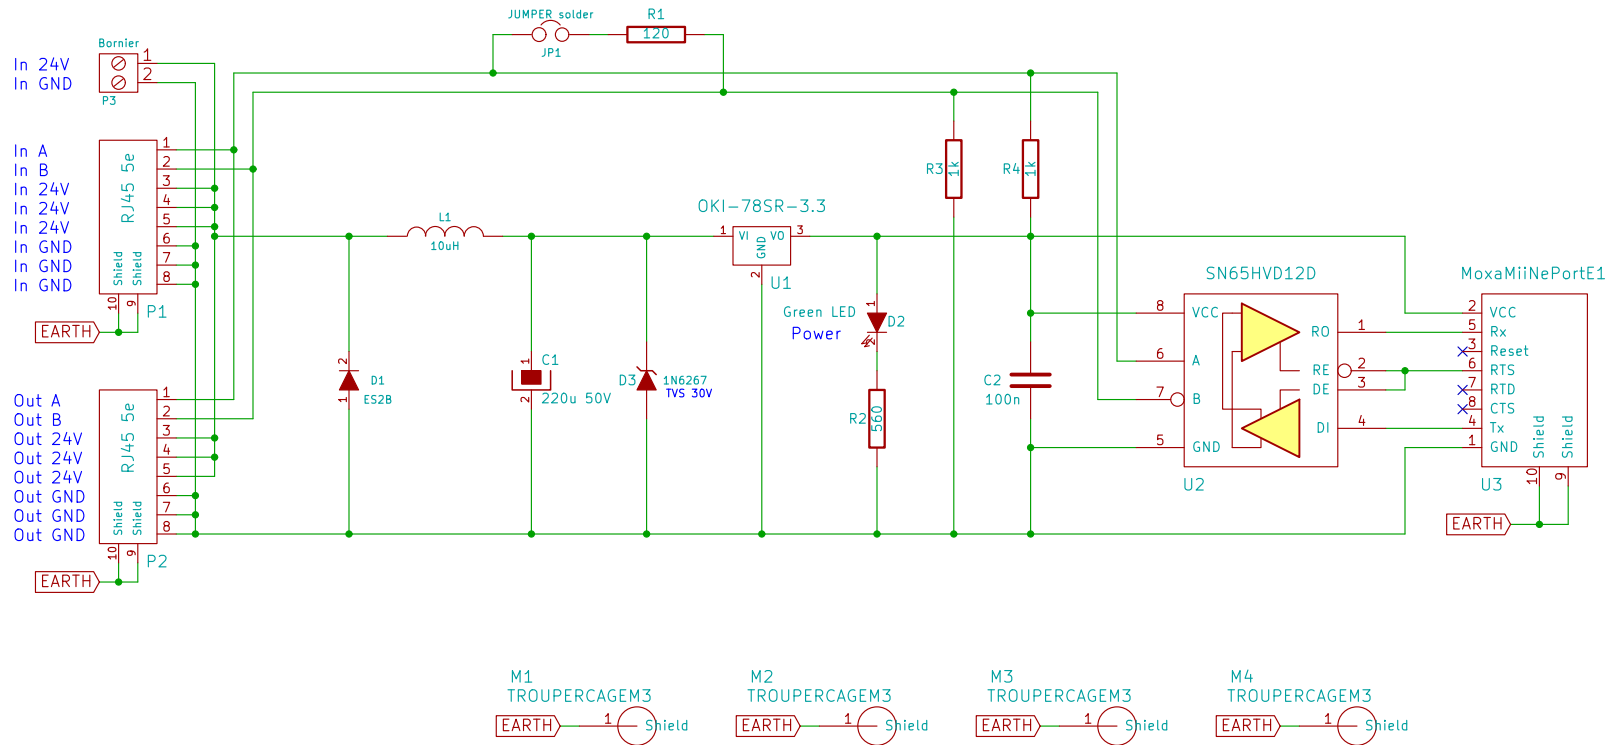 JUMPER solder
JP1
R1
120
Bornier
1
2
P3
In 24V
In GND
In A
In B
In 24V
In 24V
In 24V
In GND
In GND
In GND
RJ45 5e
1
2
3
4
5
6
7
8
Shield
Shield
10
9
P1
EARTH
Out A
Out B
Out 24V
Out 24V
Out 24V
Out GND
Out GND
Out GND
RJ45 5e
1
2
3
4
5
6
7
8
Shield
Shield
10
9
P2
EARTH
L1
10uH
2
1
D1
ES2B
1
2
C1
220u 50V
D3
1N6267
TVS 30V
OKI-78SR-3.3
1
VI
VO
3
GND
2
U1
Green LED
Power
1
2
D2
R2
560
R3
1k
R4
1k
C2
100n
SN65HVD12D
8
VCC
6
A
7
B
5
GND
RO
1
RE
2
DE
3
DI
4
U2
MoxaMiiNePortE1
2
VCC
5
Rx
3
Reset
6
RTS
7
RTD
8
CTS
4
Tx
1
GND
Shield
Shield
10
9
U3
EARTH
M1
TROUPERCAGEM3
EARTH
1
Shield
M2
TROUPERCAGEM3
EARTH
1
Shield
M3
TROUPERCAGEM3
EARTH
1
Shield
M4
TROUPERCAGEM3
EARTH
1
Shield